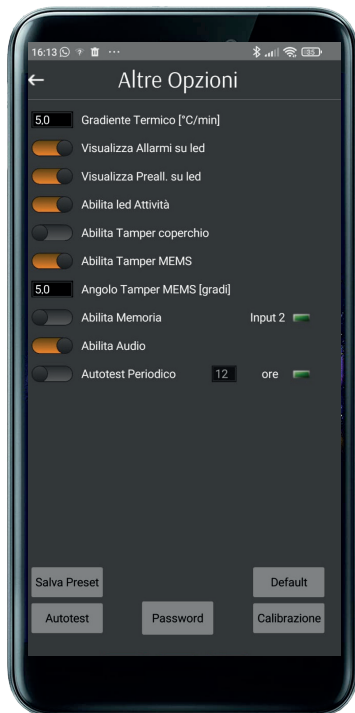 16:13 ... 95
Altre Opzioni
5,0 Gradiente Termico [°C/min]
Visualizza Allarmi su led
Visualizza Preall. su led
Abilita led Attività
Abilita Tamper coperchio
Abilita Tamper MEMS
5,0 Angolo Tamper MEMS [gradi]
Abilita Memoria Input 2
Abilita Audio
Autotest Periodico 12 ore
Salva Preset Default
Autotest Password Calibrazione